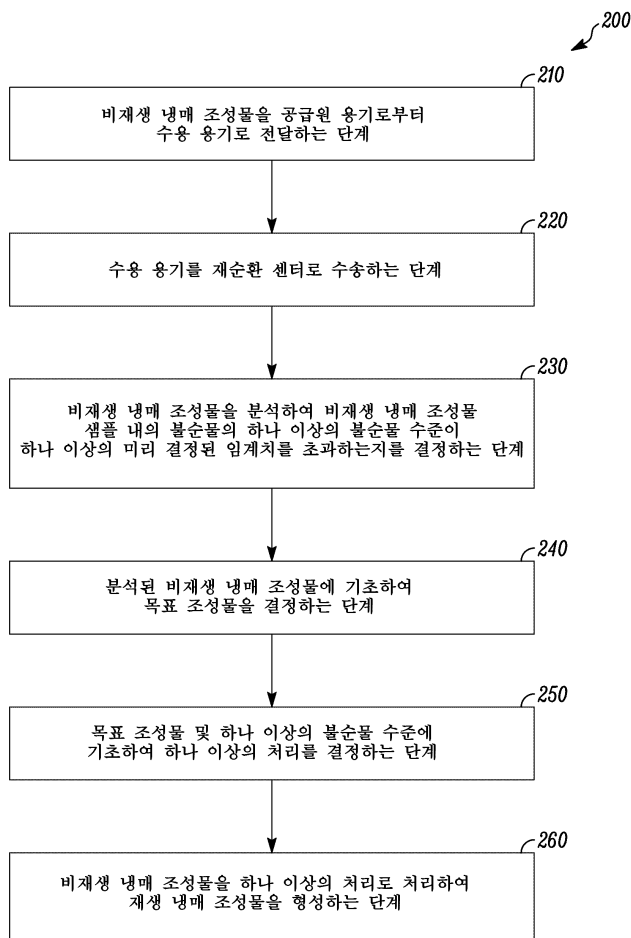 200
210
비재생 냉매 조성물을 공급원 용기로부터
수용 용기로 전달하는 단계
220
수용 용기를 재순환 센터로 수송하는 단계
230
비재생 냉매 조성물을 분석하여 비재생 냉매 조성물
샘플 내의 불순물의 하나 이상의 불순물 수준이
하나 이상의 미리 결정된 임계치를 초과하는지를 결정하는 단계
240
분석된 비재생 냉매 조성물에 기초하여
목표 조성물을 결정하는 단계
250
목표 조성물 및 하나 이상의 불순물 수준에
기초하여 하나 이상의 처리를 결정하는 단계
260
비재생 냉매 조성물을 하나 이상의 처리로 처리하여
재생 냉매 조성물을 형성하는 단계